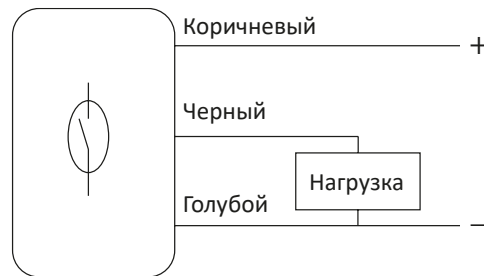 Коричневый
+
Черный
Нагрузка
Голубой
−